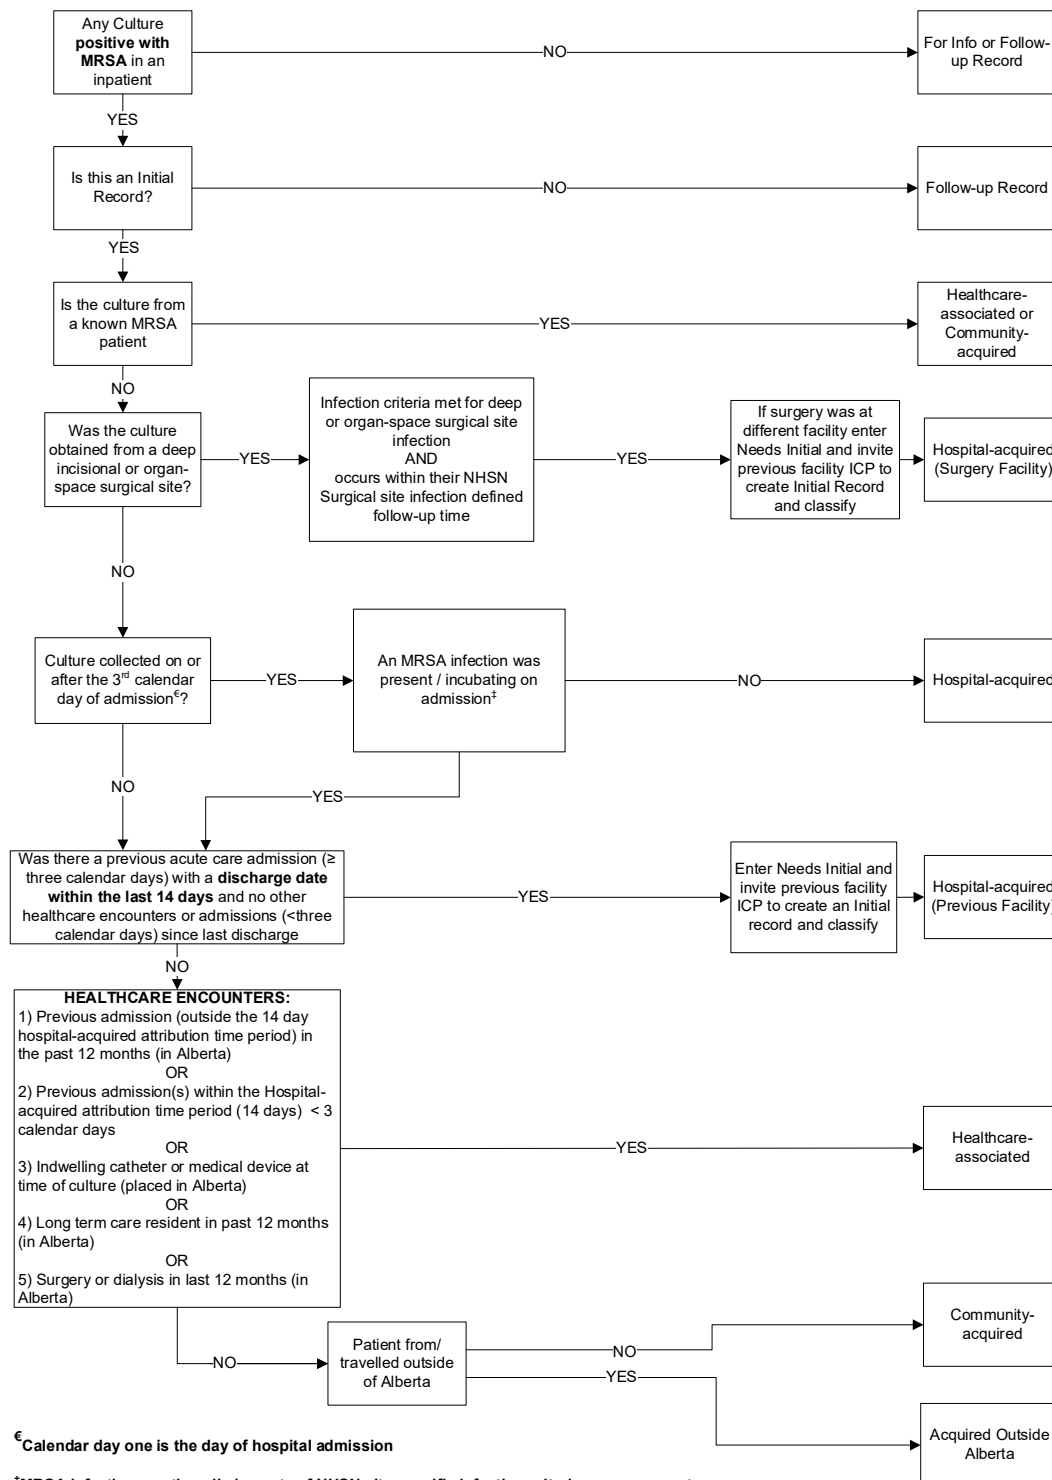 Any Culture
positive with
MRSA in an
inpatient
NO
For Info or Follow-
up Record
YES
Is this an Initial
Record?
NO
Follow-up Record
YES
Is the culture from
a known MRSA
patient
YES
Healthcare-
associated or
Community-
acquired
NO
Was the culture
obtained from a deep
incisional or organ-
space surgical site?
YES
Infection criteria met for deep
or organ-space surgical site
infection
AND
occurs within their NHSN
Surgical site infection defined
follow-up time
YES
If surgery was at
different facility enter
Needs Initial and invite
previous facility ICP to
create Initial Record
and classify
Hospital-acquired
(Surgery Facility)
NO
Culture collected on or
after the 3rd calendar
day of admission€?
YES
An MRSA infection was
present / incubating on
admission‡
NO
Hospital-acquired
NO
YES
Was there a previous acute care admission (≥
three calendar days) with a discharge date
within the last 14 days and no other
healthcare encounters or admissions (<three
calendar days) since last discharge
YES
Enter Needs Initial and
invite previous facility
ICP to create an Initial
record and classify
Hospital-acquired
(Previous Facility)
NO
HEALTHCARE ENCOUNTERS:
1) Previous admission (outside the 14 day
hospital-acquired attribution time period) in
the past 12 months (in Alberta)
OR
2) Previous admission(s) within the Hospital-
acquired attribution time period (14 days) < 3
calendar days
OR
3) Indwelling catheter or medical device at
time of culture (placed in Alberta)
OR
4) Long term care resident in past 12 months
(in Alberta)
OR
5) Surgery or dialysis in last 12 months (in
Alberta)
YES
Healthcare-
associated
NO
Patient from/
travelled outside
of Alberta
NO
Community-
acquired
YES
Acquired Outside
Alberta
€Calendar day one is the day of hospital admission